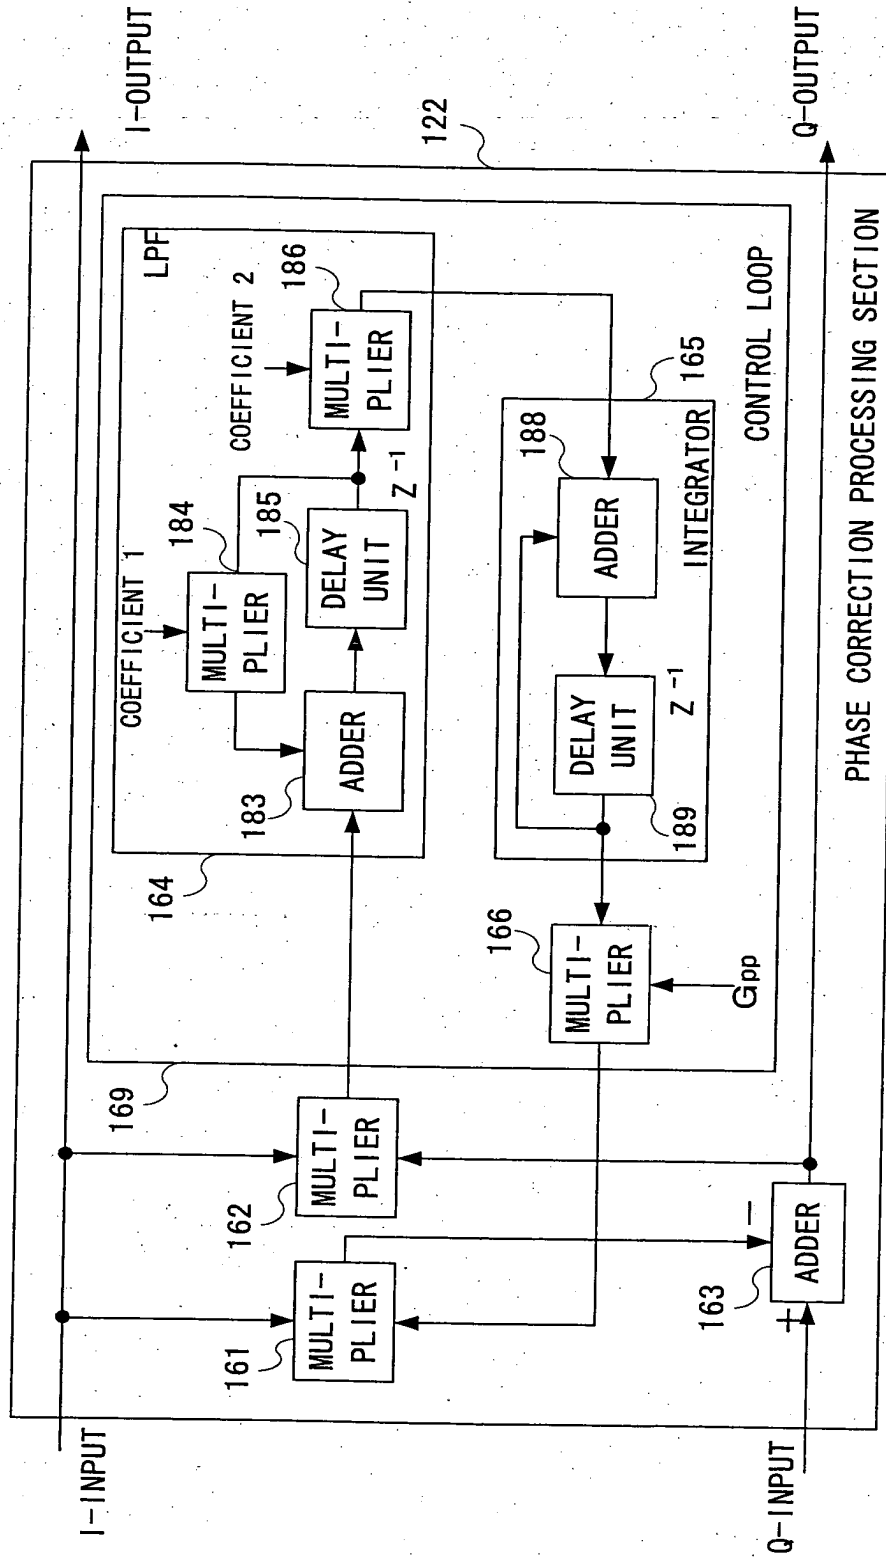 I-INPUT
I-OUTPUT
122
169
164
LPF
COEFFICIENT 1
COEFFICIENT 2
184
MULTI-
PLIER
185
DELAY
UNIT
Z⁻¹
186
MULTI-
PLIER
183
ADDER
161
MULTI-
PLIER
162
MULTI-
PLIER
166
MULTI-
PLIER
Gpp
165
188
ADDER
DELAY
UNIT
189
Z⁻¹
INTEGRATOR
CONTROL LOOP
163
ADDER
+
−
Q-INPUT
Q-OUTPUT
PHASE CORRECTION PROCESSING SECTION